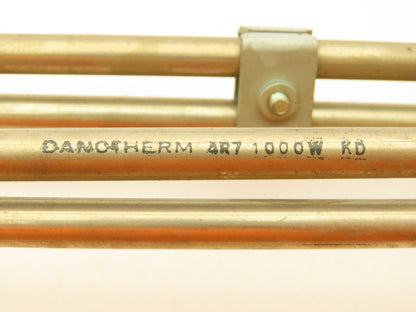 DANOTHERM 4R7 1000W KD